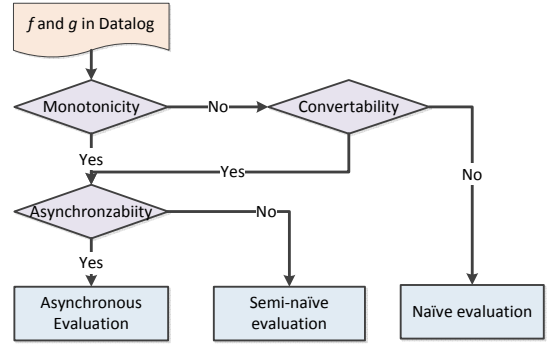 f and g in Datalog
Monotonicity
No
Convertability
Yes
Yes
No
Asynchronzabiity
No
Yes
Asynchronous
Evaluation
Semi-naïve
evaluation
Naïve evaluation